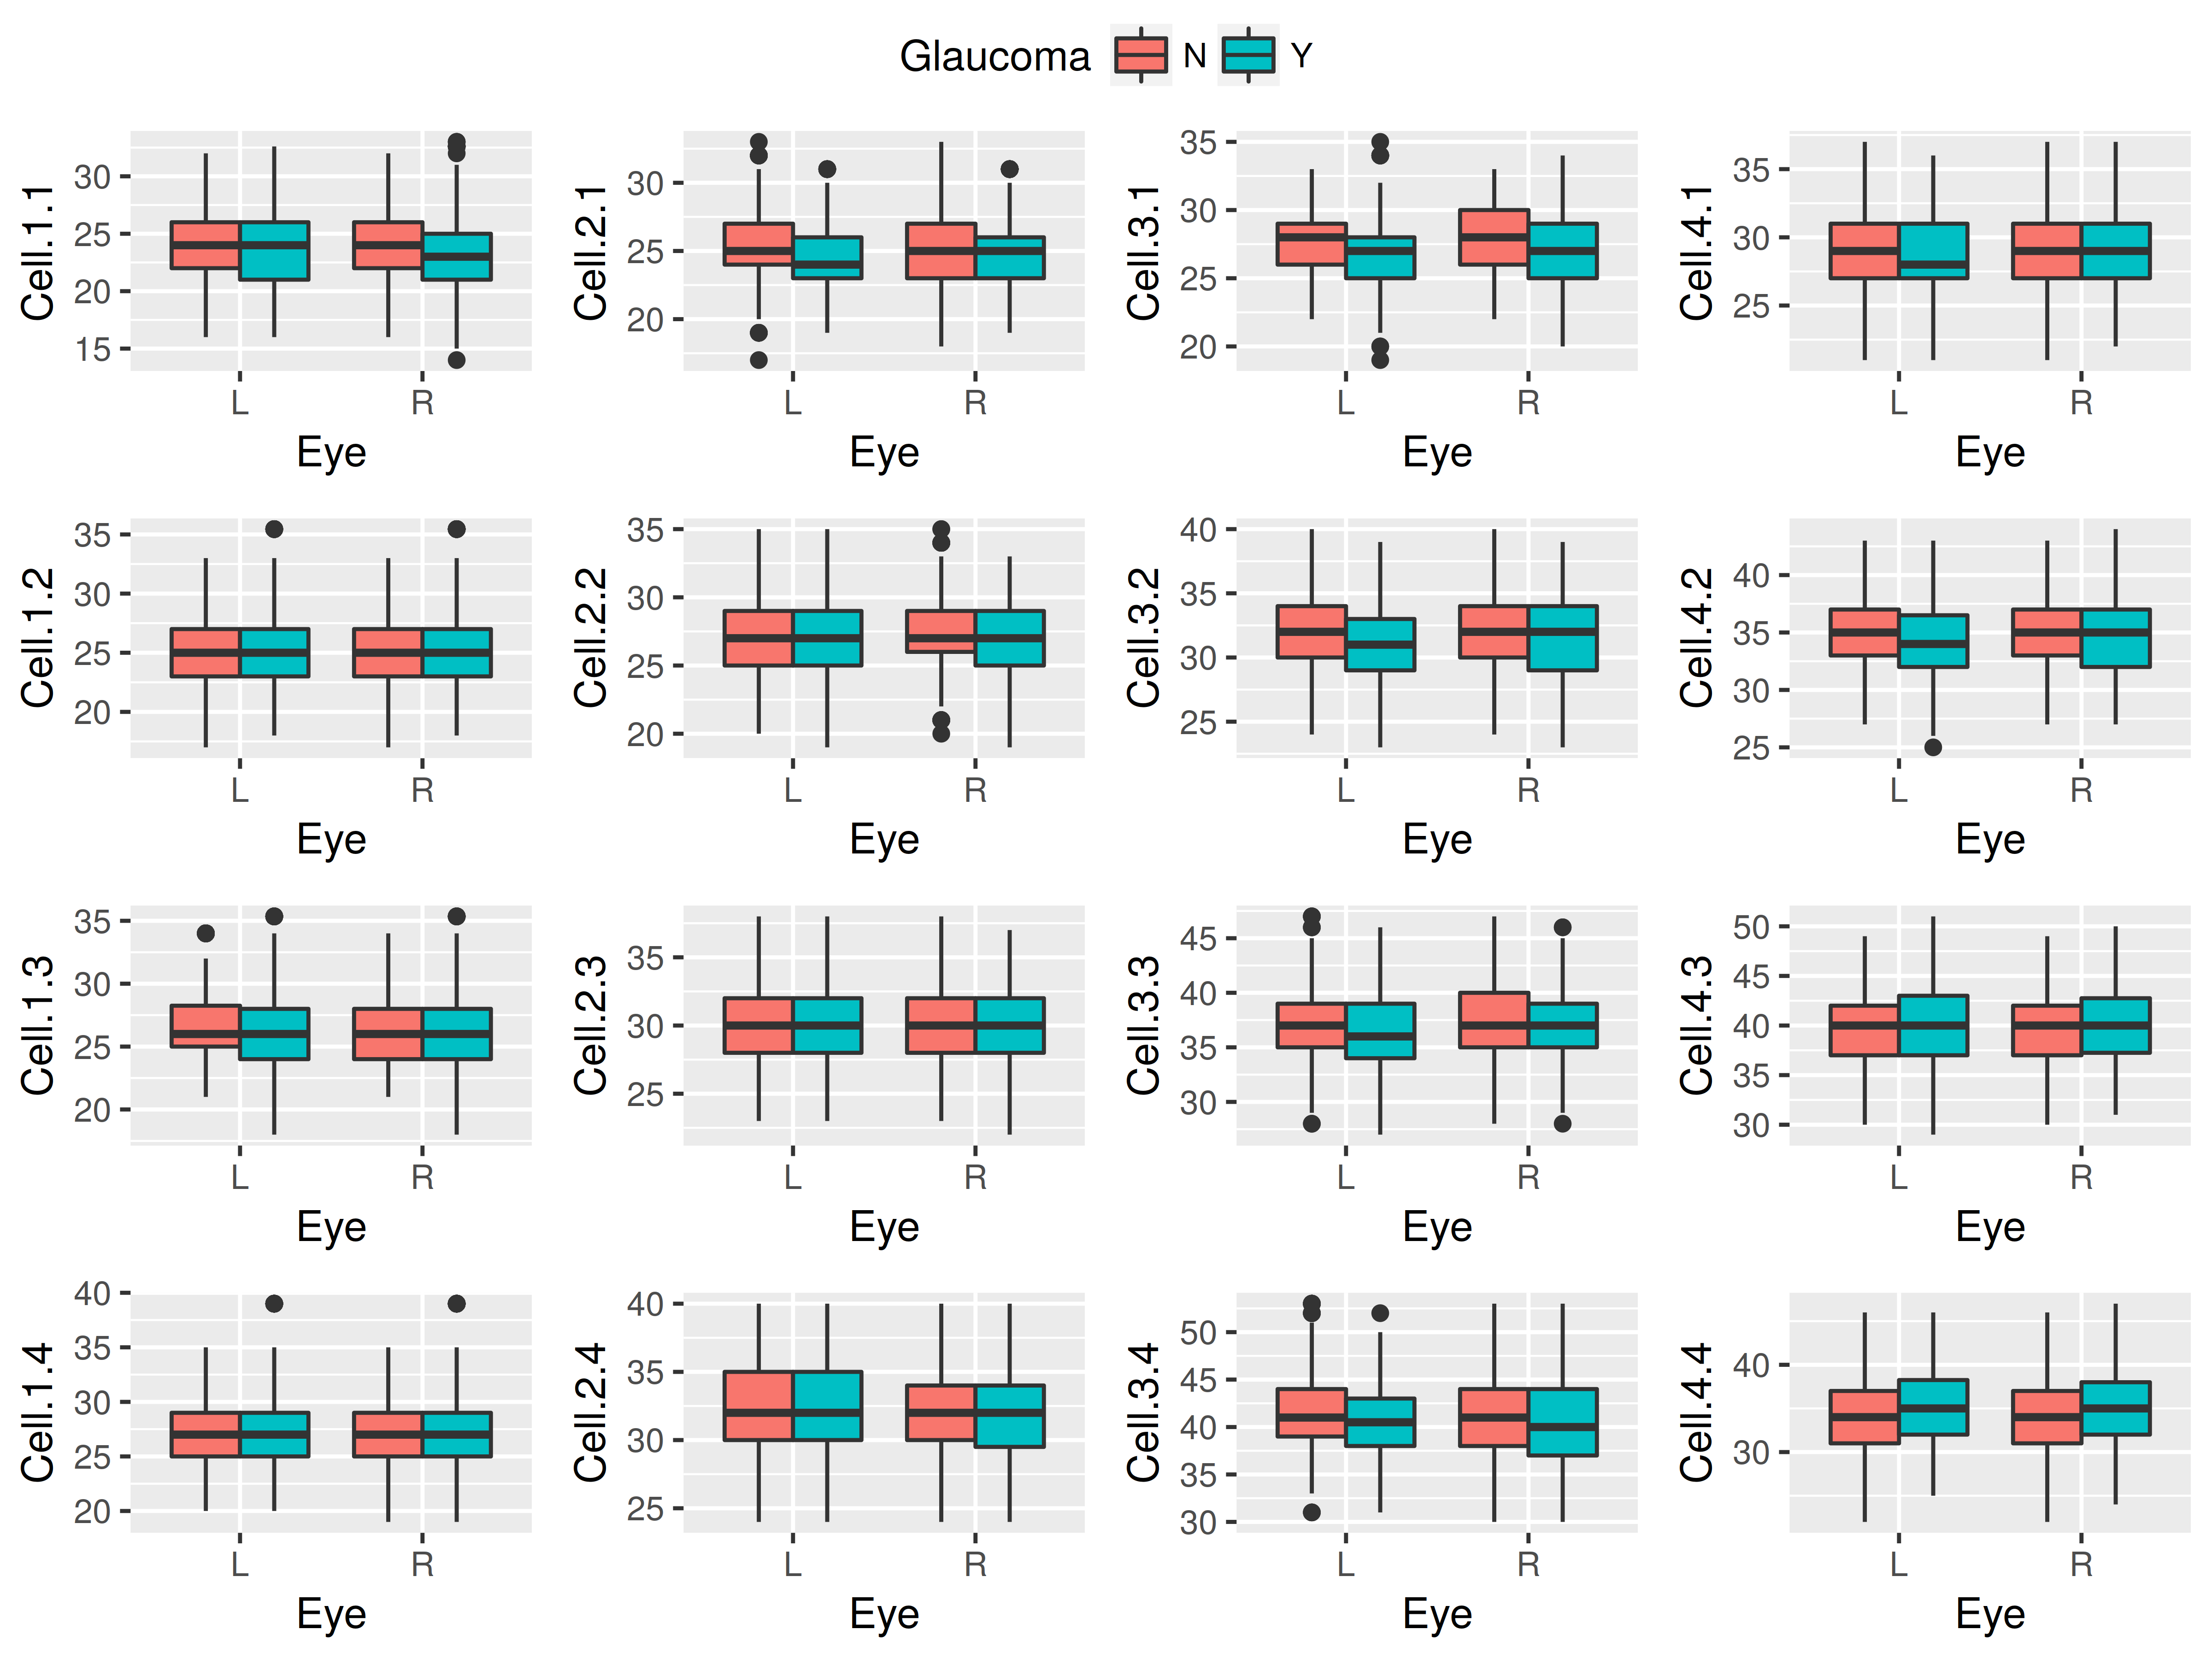 Glaucoma N Y
Cell.1.1
30
25
20
15
L R
Eye
Cell.2.1
30
25
20
L R
Eye
Cell.3.1
35
30
25
20
L R
Eye
Cell.4.1
35
30
25
L R
Eye
Cell.1.2
35
30
25
20
L R
Eye
Cell.2.2
35
30
25
20
L R
Eye
Cell.3.2
40
35
30
25
L R
Eye
Cell.4.2
40
35
30
25
L R
Eye
Cell.1.3
35
30
25
20
L R
Eye
Cell.2.3
35
30
25
L R
Eye
Cell.3.3
45
40
35
30
L R
Eye
Cell.4.3
50
45
40
35
30
L R
Eye
Cell.1.4
40
35
30
25
20
L R
Eye
Cell.2.4
40
35
30
25
L R
Eye
Cell.3.4
50
45
40
35
30
L R
Eye
Cell.4.4
40
30
L R
Eye